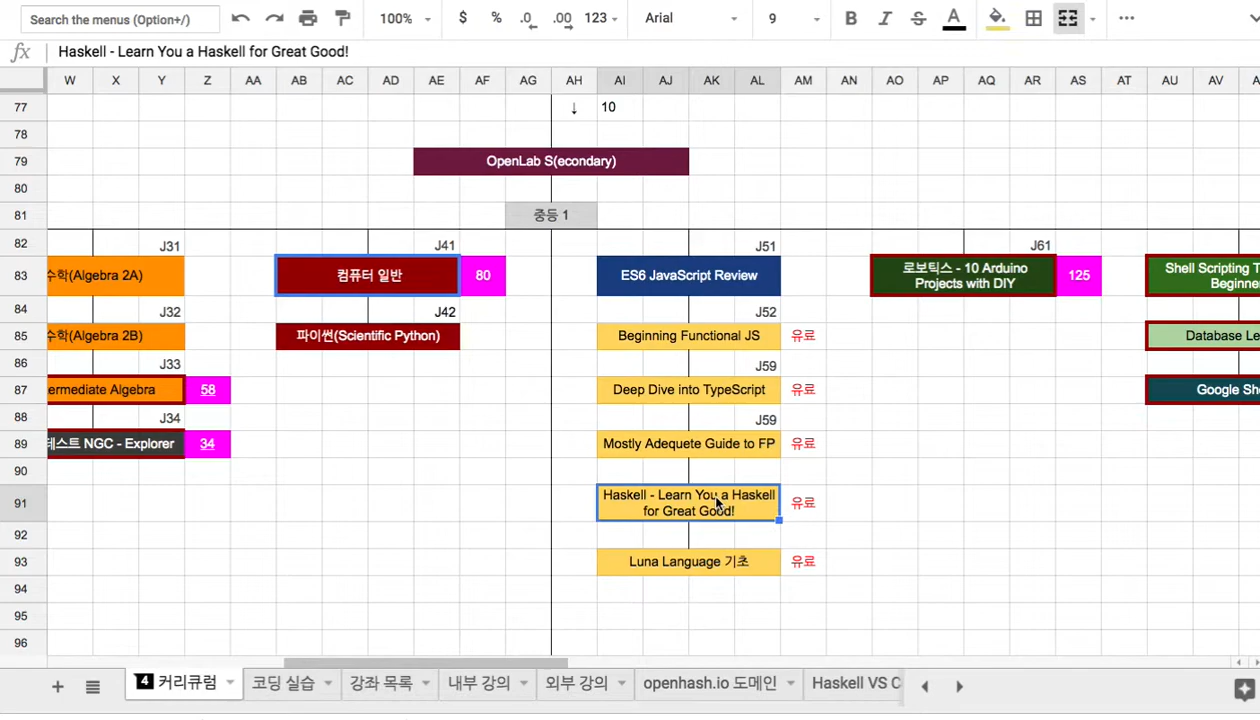 Search the menus (Option+/)
100%
$ % .0 .00 123
Arial
9
B I S A
fx Haskell - Learn You a Haskell for Great Good!
W X Y Z AA AB AC AD AE AF AG AH AI AJ AK AL AM AN AO AP AQ AR AS AT AU AV
77 ↓ 10
78
79 OpenLab S(econdary)
80
81 중등 1
82 J31 J41 J51 J61
83 수학(Algebra 2A) 컴퓨터 일반 80 ES6 JavaScript Review 로보틱스 - 10 Arduino Projects with DIY 125 Shell Scripting
84 J32 J42 J52
85 수학(Algebra 2B) 파이썬(Scientific Python) Beginning Functional JS 유료 Database
86 J33 J59
87 Algebra 58 Deep Dive into TypeScript 유료 Google
88 J34 J59
89 NGC - Explorer 34 Mostly Adequete Guide to FP 유료
90
91 Haskell - Learn You a Haskell for Great Good! 유료
92
93 Luna Language 기초 유료
94
95
96
4 커리큐럼 코딩 실습 강좌 목록 내부 강의 외부 강의 openhash.io 도메인 Haskell VS C